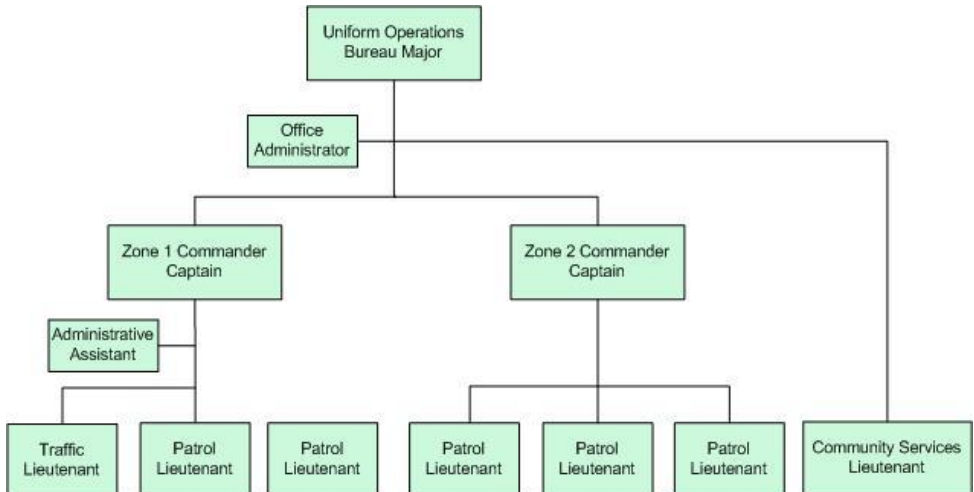 Uniform Operations
Bureau Major
Office
Administrator
Zone 1 Commander
Captain
Zone 2 Commander
Captain
Administrative
Assistant
Traffic
Lieutenant
Patrol
Lieutenant
Patrol
Lieutenant
Patrol
Lieutenant
Patrol
Lieutenant
Patrol
Lieutenant
Community Services
Lieutenant